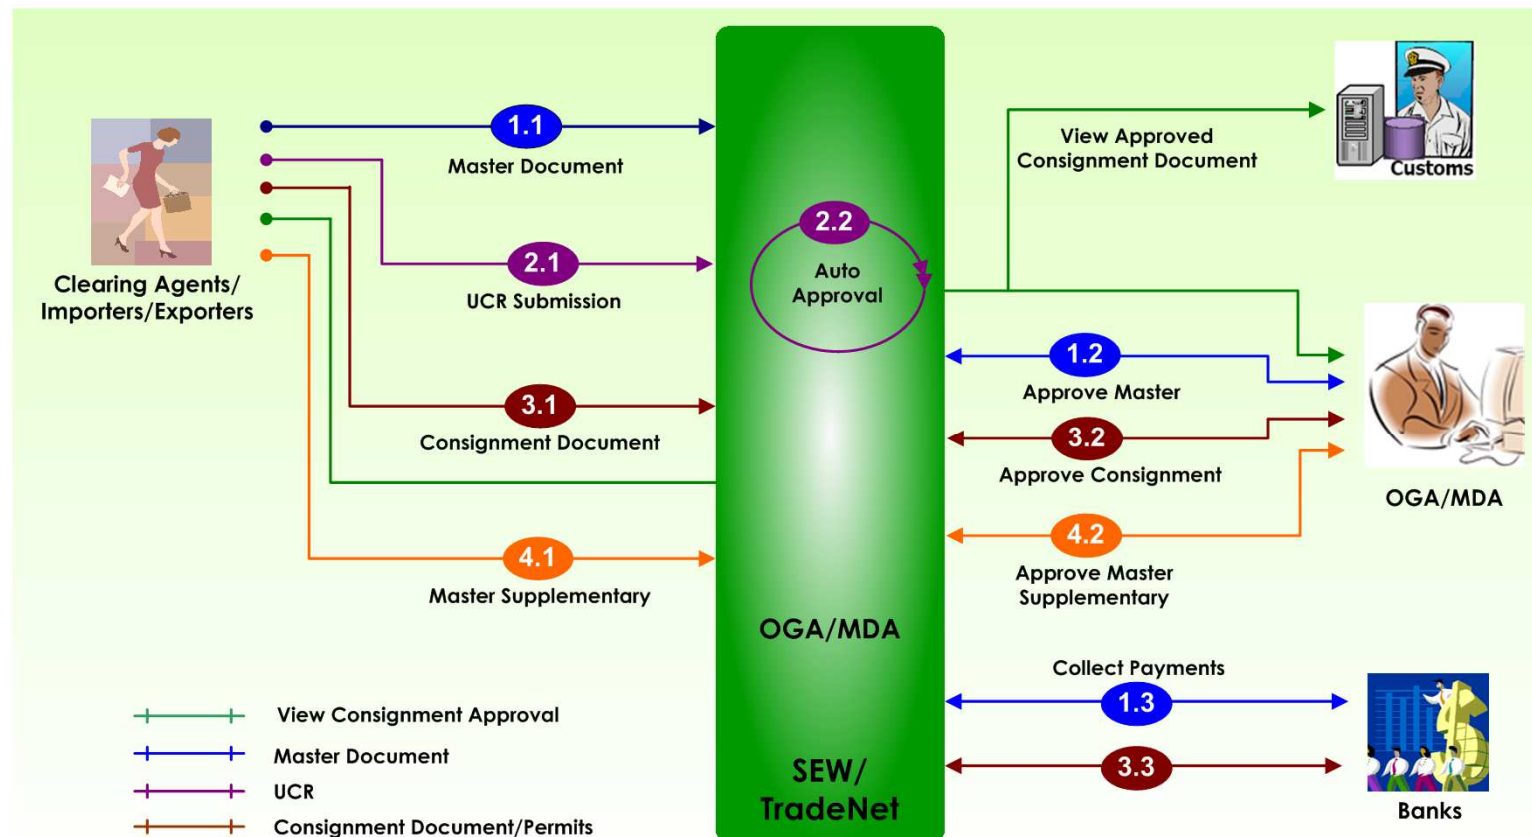 1.1
Master Document
2.1
UCR Submission
Clearing Agents/
Importers/Exporters
3.1
Consignment Document
4.1
Master Supplementary
2.2
Auto
Approval
OGA/MDA
SEW/
TradeNet
View Approved
Consignment Document
Customs
1.2
Approve Master
3.2
Approve Consignment
OGA/MDA
4.2
Approve Master
Supplementary
Collect Payments
1.3
3.3
Banks
View Consignment Approval
Master Document
UCR
Consignment Document/Permits